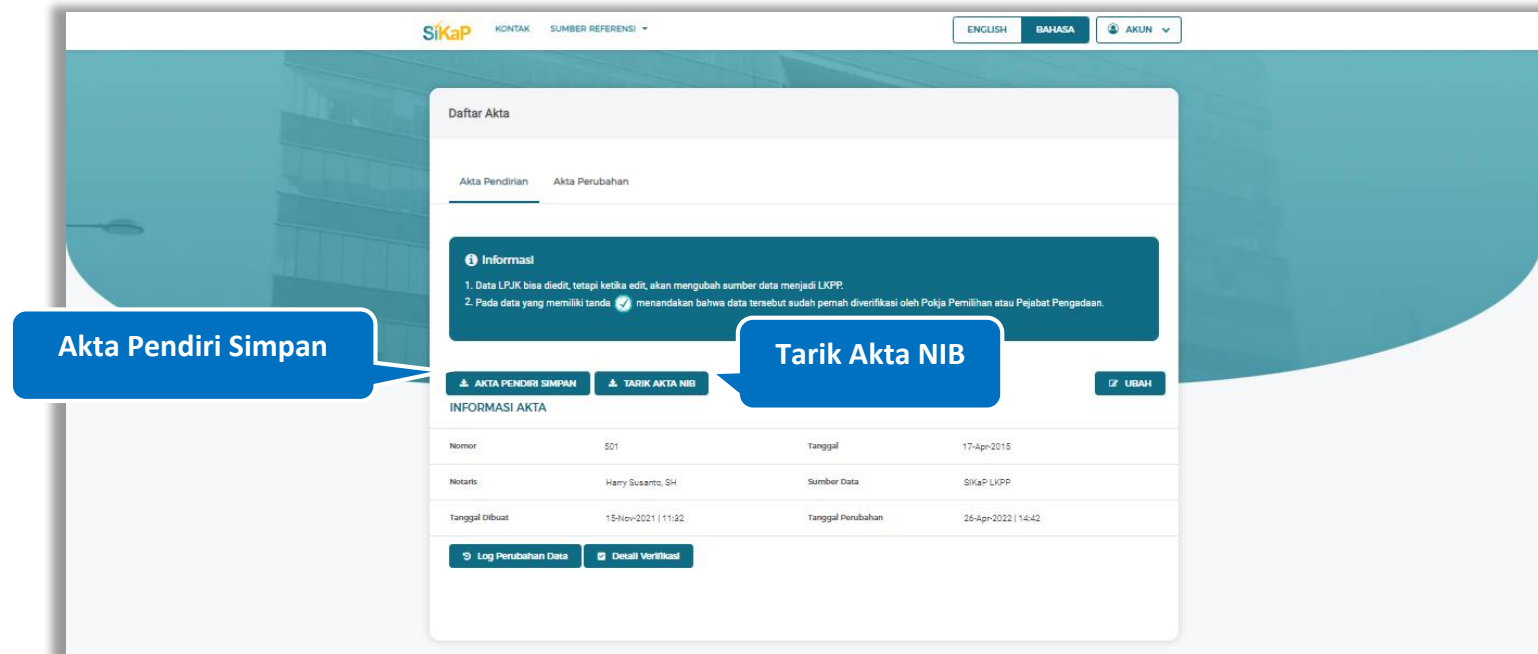 SiKaP
KONTAK
SUMBER REFERENSI
ENGLISH
BAHASA
AKUN
Daftar Akta
Akta Pendirian
Akta Perubahan
Informasi
1. Data LPJK bisa diedit, tetapi ketika edit, akan mengubah sumber data menjadi LKPP.
2. Pada data yang memiliki tanda menandakan bahwa data tersebut sudah pernah diverifikasi oleh Pokja Pemilihan atau Pejabat Pengadaan.
Akta Pendiri Simpan
Tarik Akta NIB
AKTA PENDIRI SIMPAN
TARIK AKTA NIB
UBAH
INFORMASI AKTA
Nomor 501 Tanggal 17-Apr-2015
Notaris Harry Susanto, SH Sumber Data SIKaP LKPP
Tanggal Dibuat 15-Nov-2021 | 11:32 Tanggal Perubahan 26-Apr-2022 | 14:42
Log Perubahan Data
Detail Verifikasi